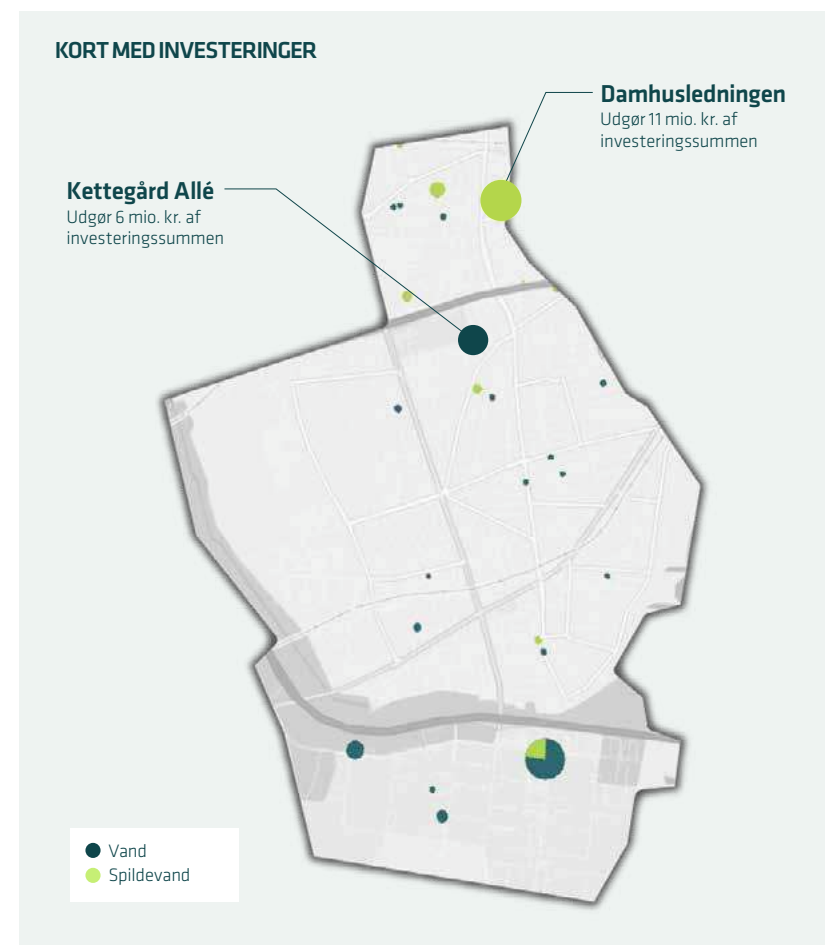 KORT MED INVESTERINGER
Damhusledningen
Udgør 11 mio. kr. af
investeringssummen
Kettegård Allé
Udgør 6 mio. kr. af
investeringssummen
Vand
Spildevand